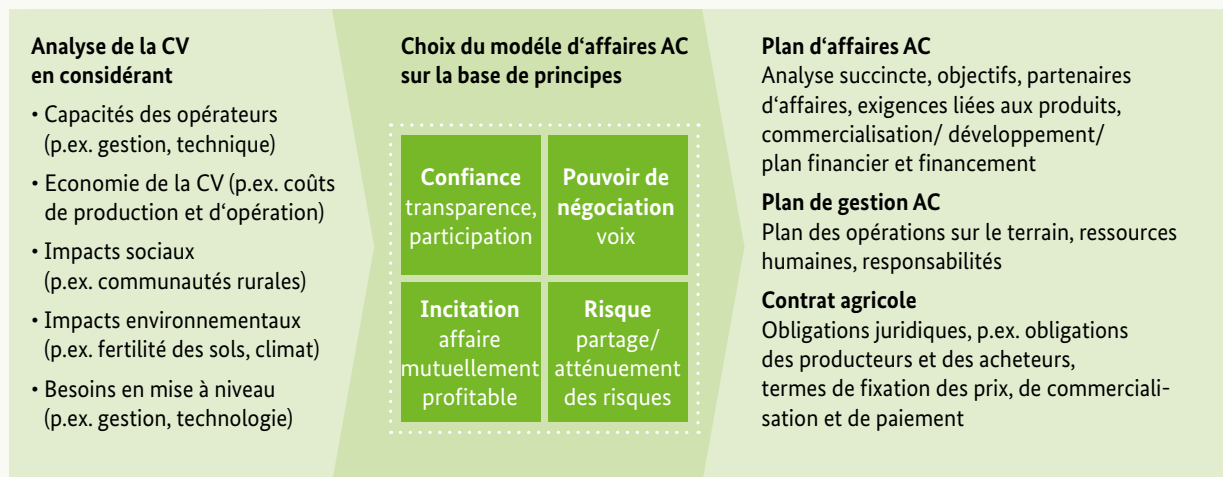 Analyse de la CV
en considérant
• Capacités des opérateurs
(p.ex. gestion, technique)
• Economie de la CV (p.ex. coûts
de production et d‘opération)
• Impacts sociaux
(p.ex. communautés rurales)
• Impacts environnementaux
(p.ex. fertilité des sols, climat)
• Besoins en mise à niveau
(p.ex. gestion, technologie)
Choix du modéle d‘affaires AC
sur la base de principes
Confiance
transparence,
participation
Pouvoir de
négociation
voix
Incitation
affaire
mutuellement
profitable
Risque
partage/
atténuement
des risques
Plan d‘affaires AC
Analyse succincte, objectifs, partenaires
d‘affaires, exigences liées aux produits,
commercialisation/ développement/
plan financier et financement
Plan de gestion AC
Plan des opérations sur le terrain, ressources
humaines, responsabilités
Contrat agricole
Obligations juridiques, p.ex. obligations
des producteurs et des acheteurs,
termes de fixation des prix, de commerciali-
sation et de paiement